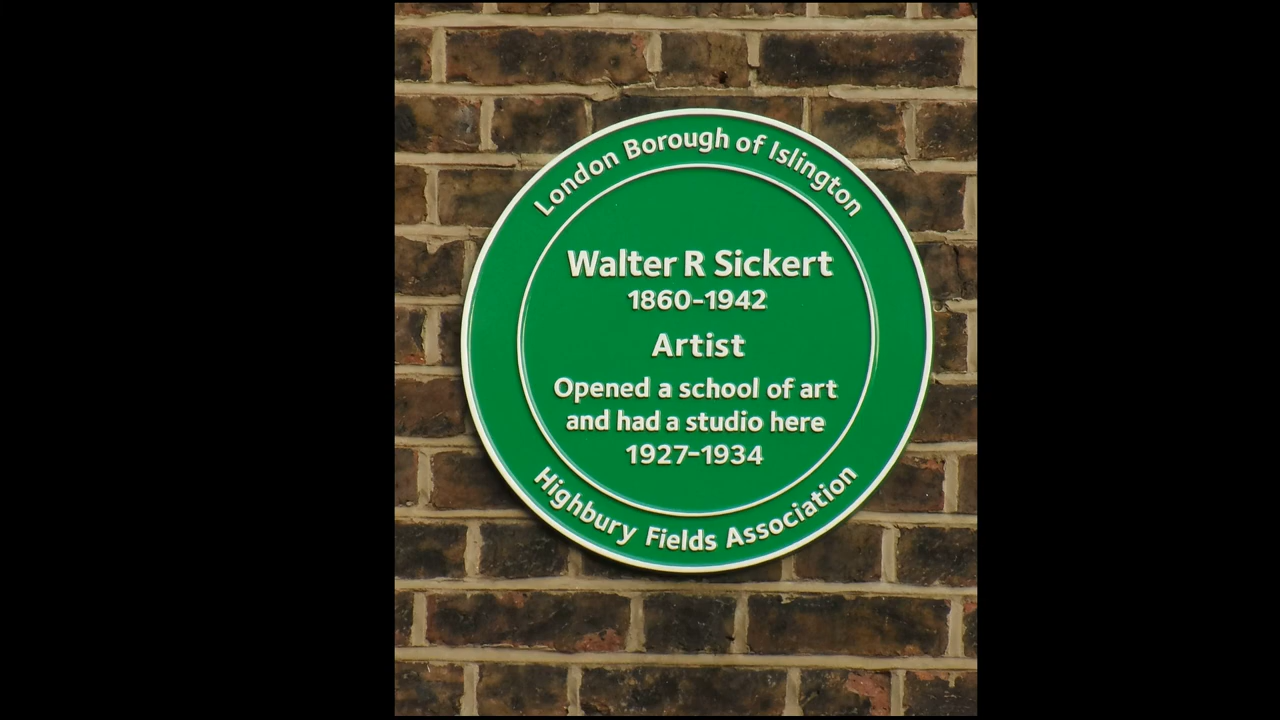 London Borough of Islington
Walter R Sickert
1860-1942
Artist
Opened a school of art
and had a studio here
1927-1934
Highbury Fields Association